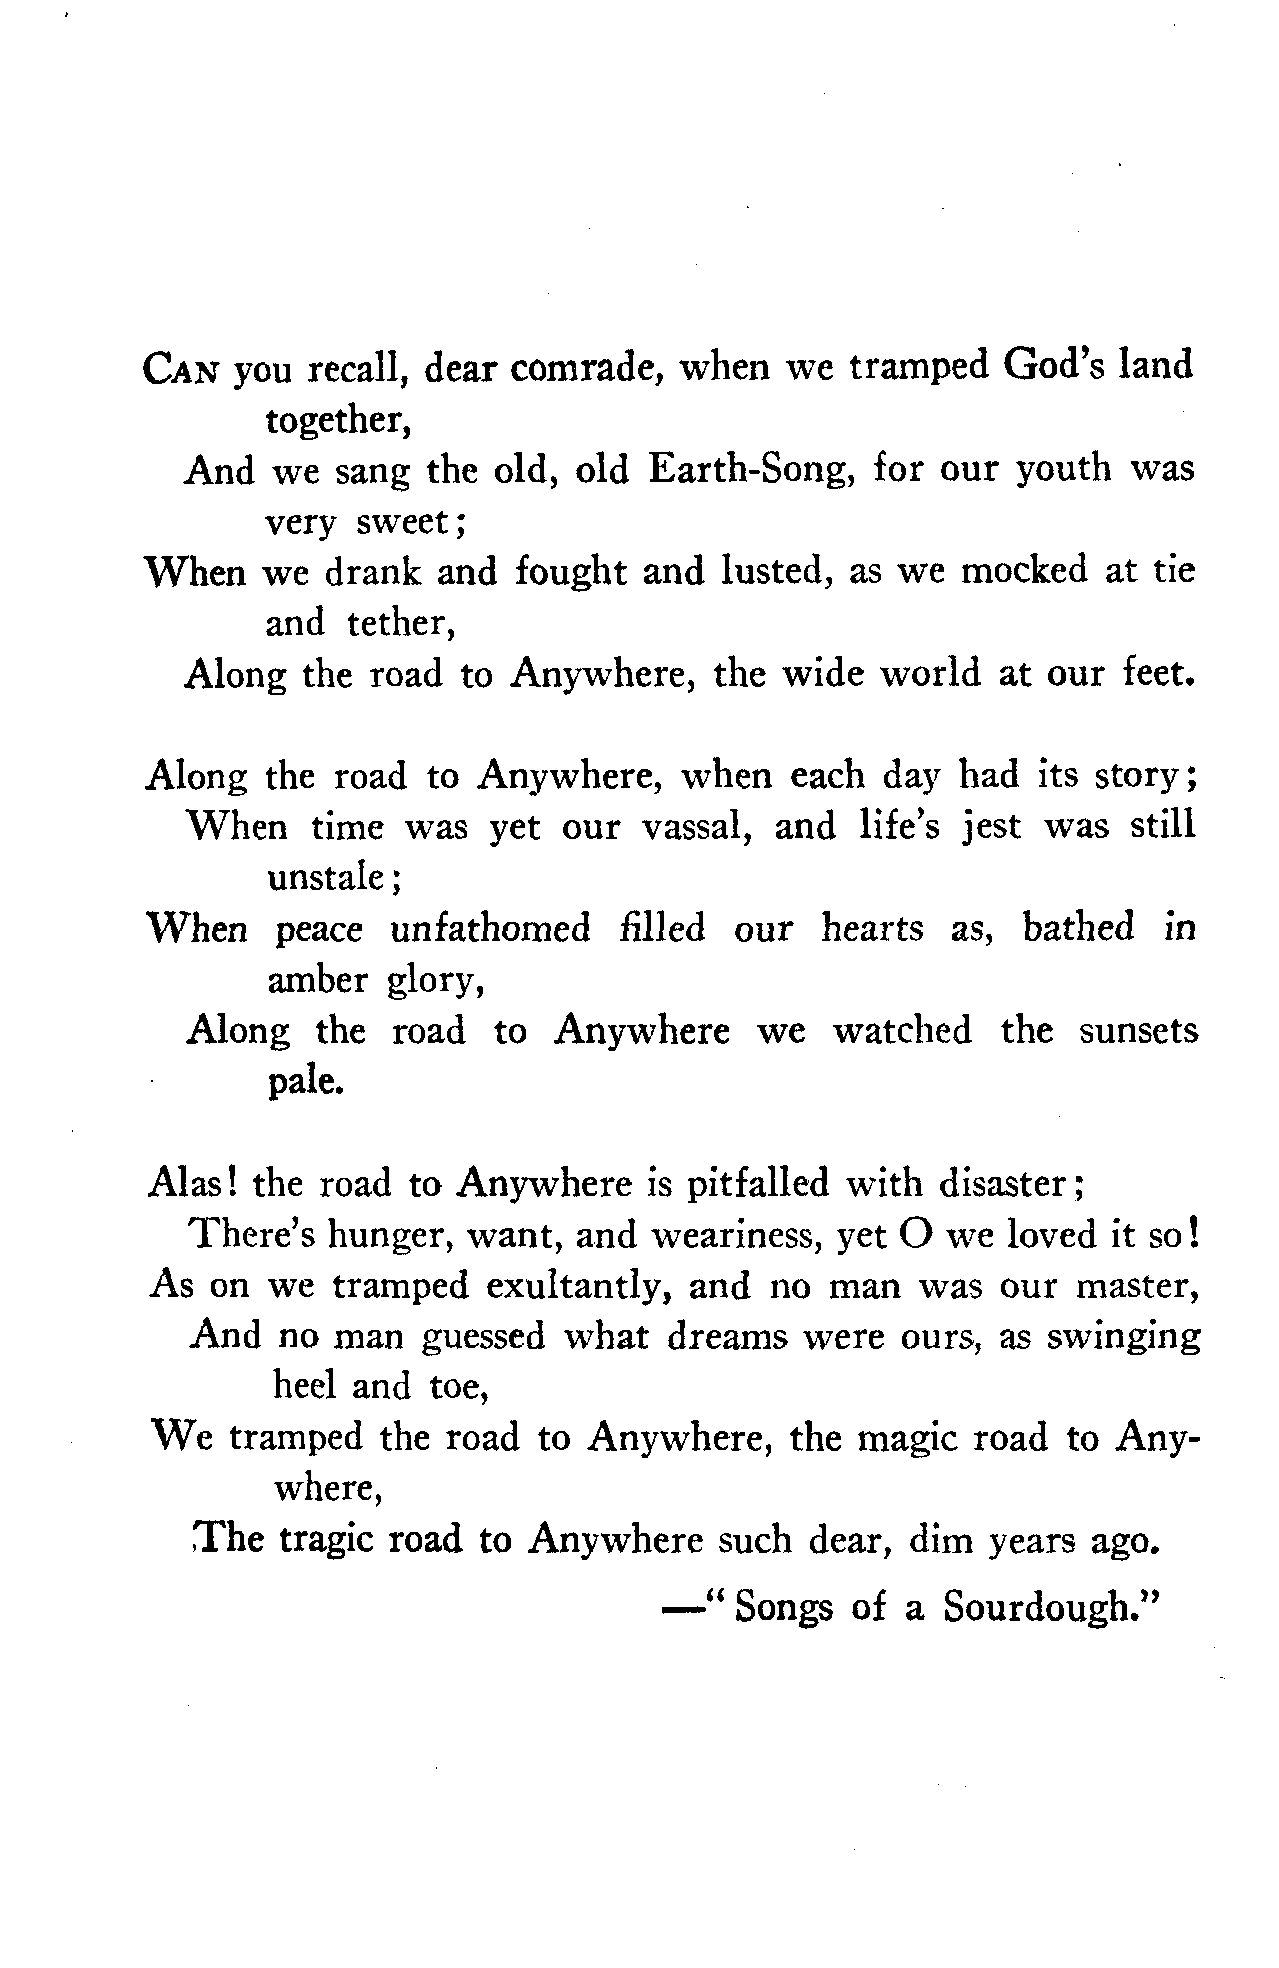 CAN you recall, dear comrade, when we tramped God's land
together,
And we sang the old, old Earth-Song, for our youth was
very sweet;
When we drank and fought and lusted, as we mocked at tie
and tether,
Along the road to Anywhere, the wide world at our feet.
Along the road to Anywhere, when each day had its story;
When time was yet our vassal, and life's jest was still
unstale;
When peace unfathomed filled our hearts as, bathed in
amber glory,
Along the road to Anywhere we watched the sunsets
pale.
Alas! the road to Anywhere is pitfalled with disaster;
There's hunger, want, and weariness, yet O we loved it so!
As on we tramped exultantly, and no man was our master,
And no man guessed what dreams were ours, as swinging
heel and toe,
We tramped the road to Anywhere, the magic road to Any-
where,
The tragic road to Anywhere such dear, dim years ago.
—"Songs of a Sourdough."